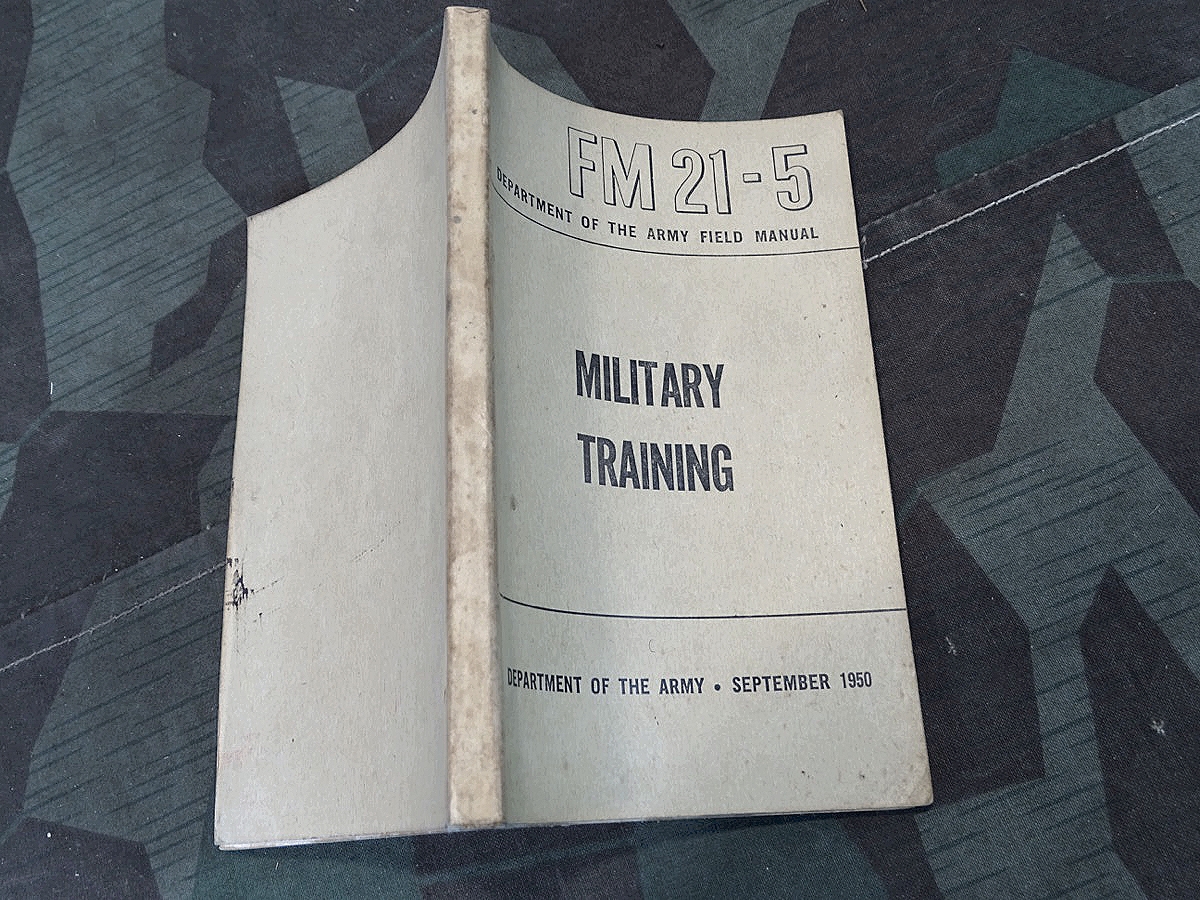 FM 21-5
DEPARTMENT OF THE ARMY FIELD MANUAL
MILITARY
TRAINING
DEPARTMENT OF THE ARMY • SEPTEMBER 1950